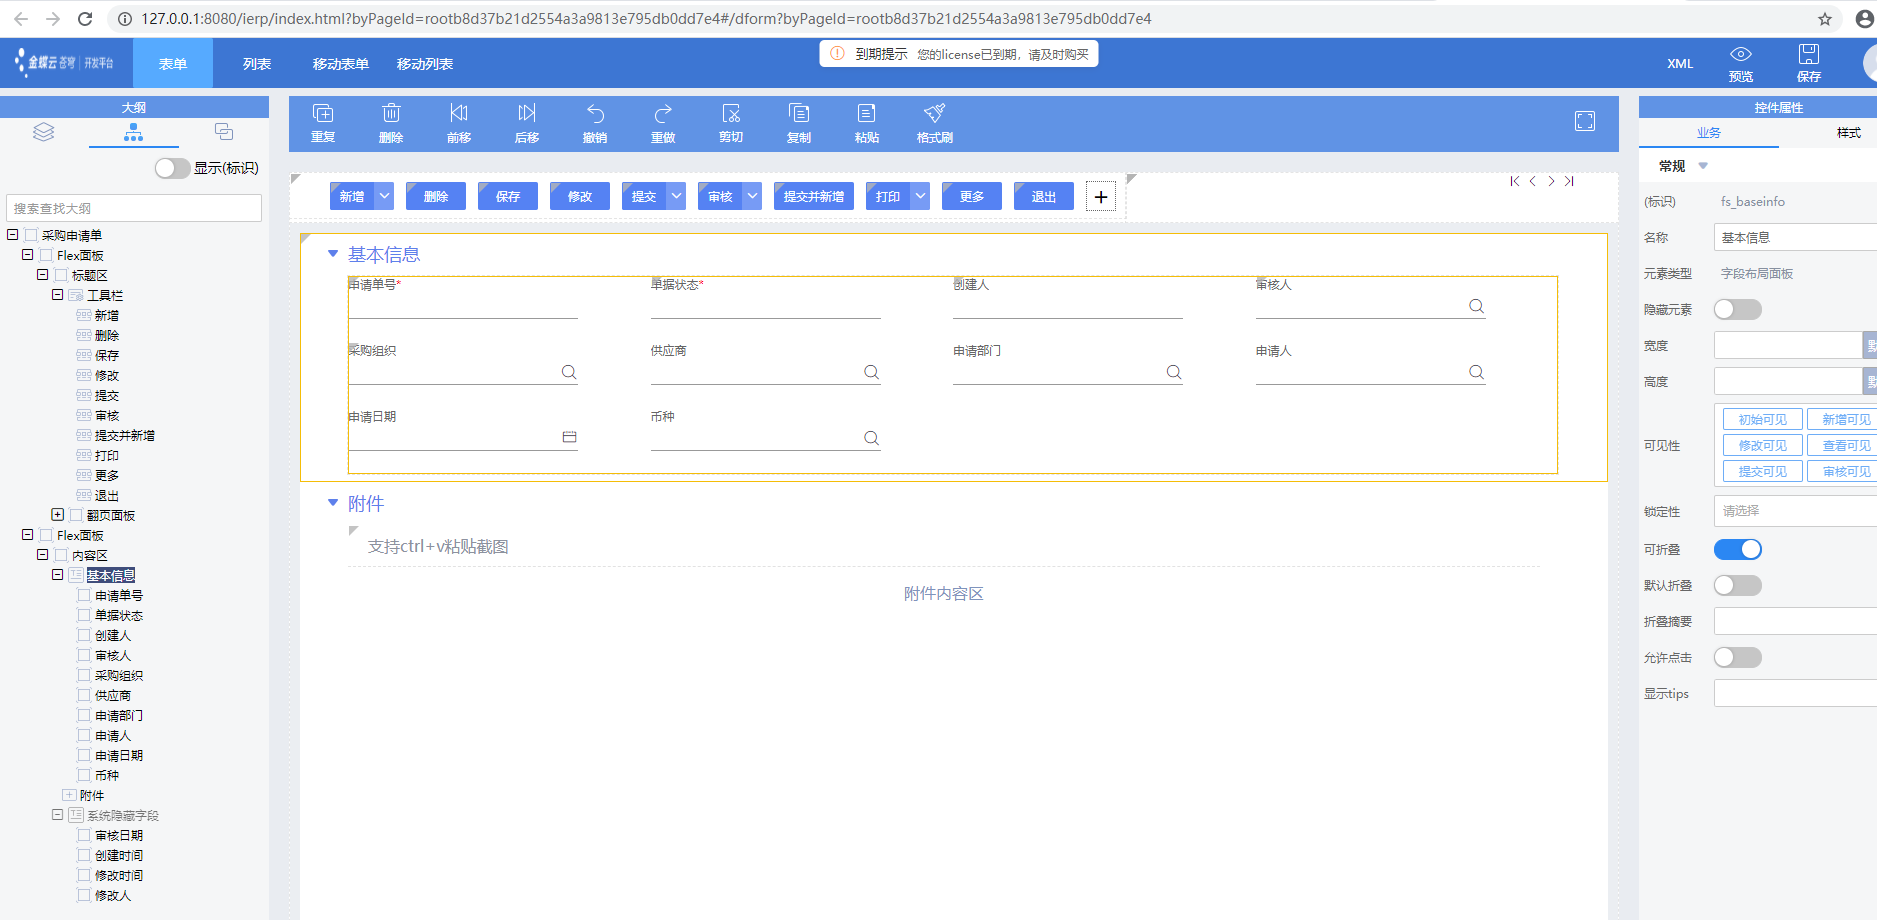 127.0.0.1:8080/ierp/index.html?byPageId=rootb8d37b21d2554a3a9813e795db0dd7e4#/dform?byPageId=rootb8d37b21d2554a3a9813e795db0dd7e4
金蝶云 苍穹 | 开发平台
表单 列表 移动表单 移动列表
到期提示 您的license已到期，请及时购买
XML 预览 保存
大纲
显示(标识)
搜索查找大纲
采购申请单
Flex面板
标题区
工具栏
新增
删除
保存
修改
提交
审核
提交并新增
打印
更多
退出
翻页面板
Flex面板
内容区
基本信息
申请单号
单据状态
创建人
审核人
采购组织
供应商
申请部门
申请人
申请日期
币种
附件
系统隐藏字段
审核日期
创建时间
修改时间
修改人
重复 删除 前移 后移 撤销 重做 剪切 复制 粘贴 格式刷
新增 删除 保存 修改 提交 审核 提交并新增 打印 更多 退出
基本信息
申请单号* 单据状态* 创建人 审核人
采购组织 供应商 申请部门 申请人
申请日期 币种
附件
支持ctrl+v粘贴截图
附件内容区
控件属性
业务 样式
常规
(标识) fs_baseinfo
名称 基本信息
元素类型 字段布局面板
隐藏元素
宽度
高度
可见性
初始可见 新增可见
修改可见 查看可见
提交可见 审核可见
锁定性 请选择
可折叠
默认折叠
折叠摘要
允许点击
显示tips